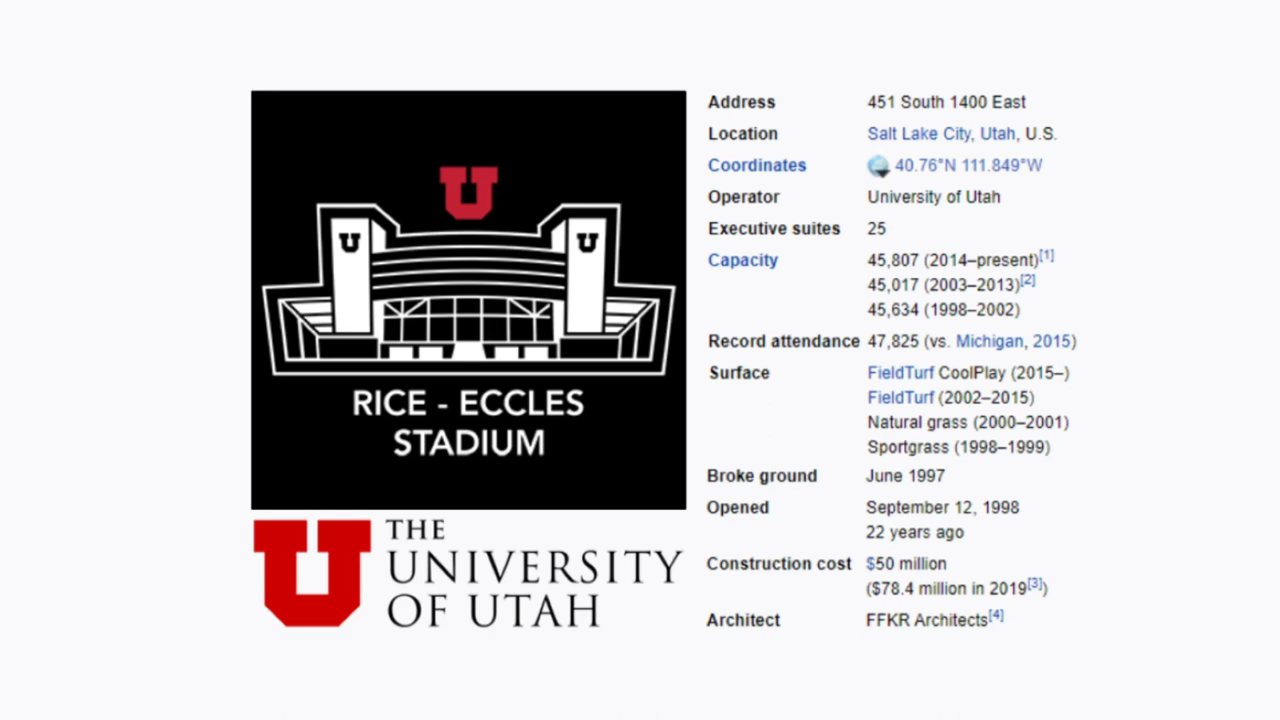 U
U U
RICE - ECCLES
STADIUM
THE
UNIVERSITY
OF UTAH
Address 451 South 1400 East
Location Salt Lake City, Utah, U.S.
Coordinates 40.76°N 111.849°W
Operator University of Utah
Executive suites 25
Capacity 45,807 (2014–present)[1]
45,017 (2003–2013)[2]
45,634 (1998–2002)
Record attendance 47,825 (vs. Michigan, 2015)
Surface FieldTurf CoolPlay (2015–)
FieldTurf (2002–2015)
Natural grass (2000–2001)
Sportgrass (1998–1999)
Broke ground June 1997
Opened September 12, 1998
22 years ago
Construction cost $50 million
($78.4 million in 2019[3])
Architect FFKR Architects[4]